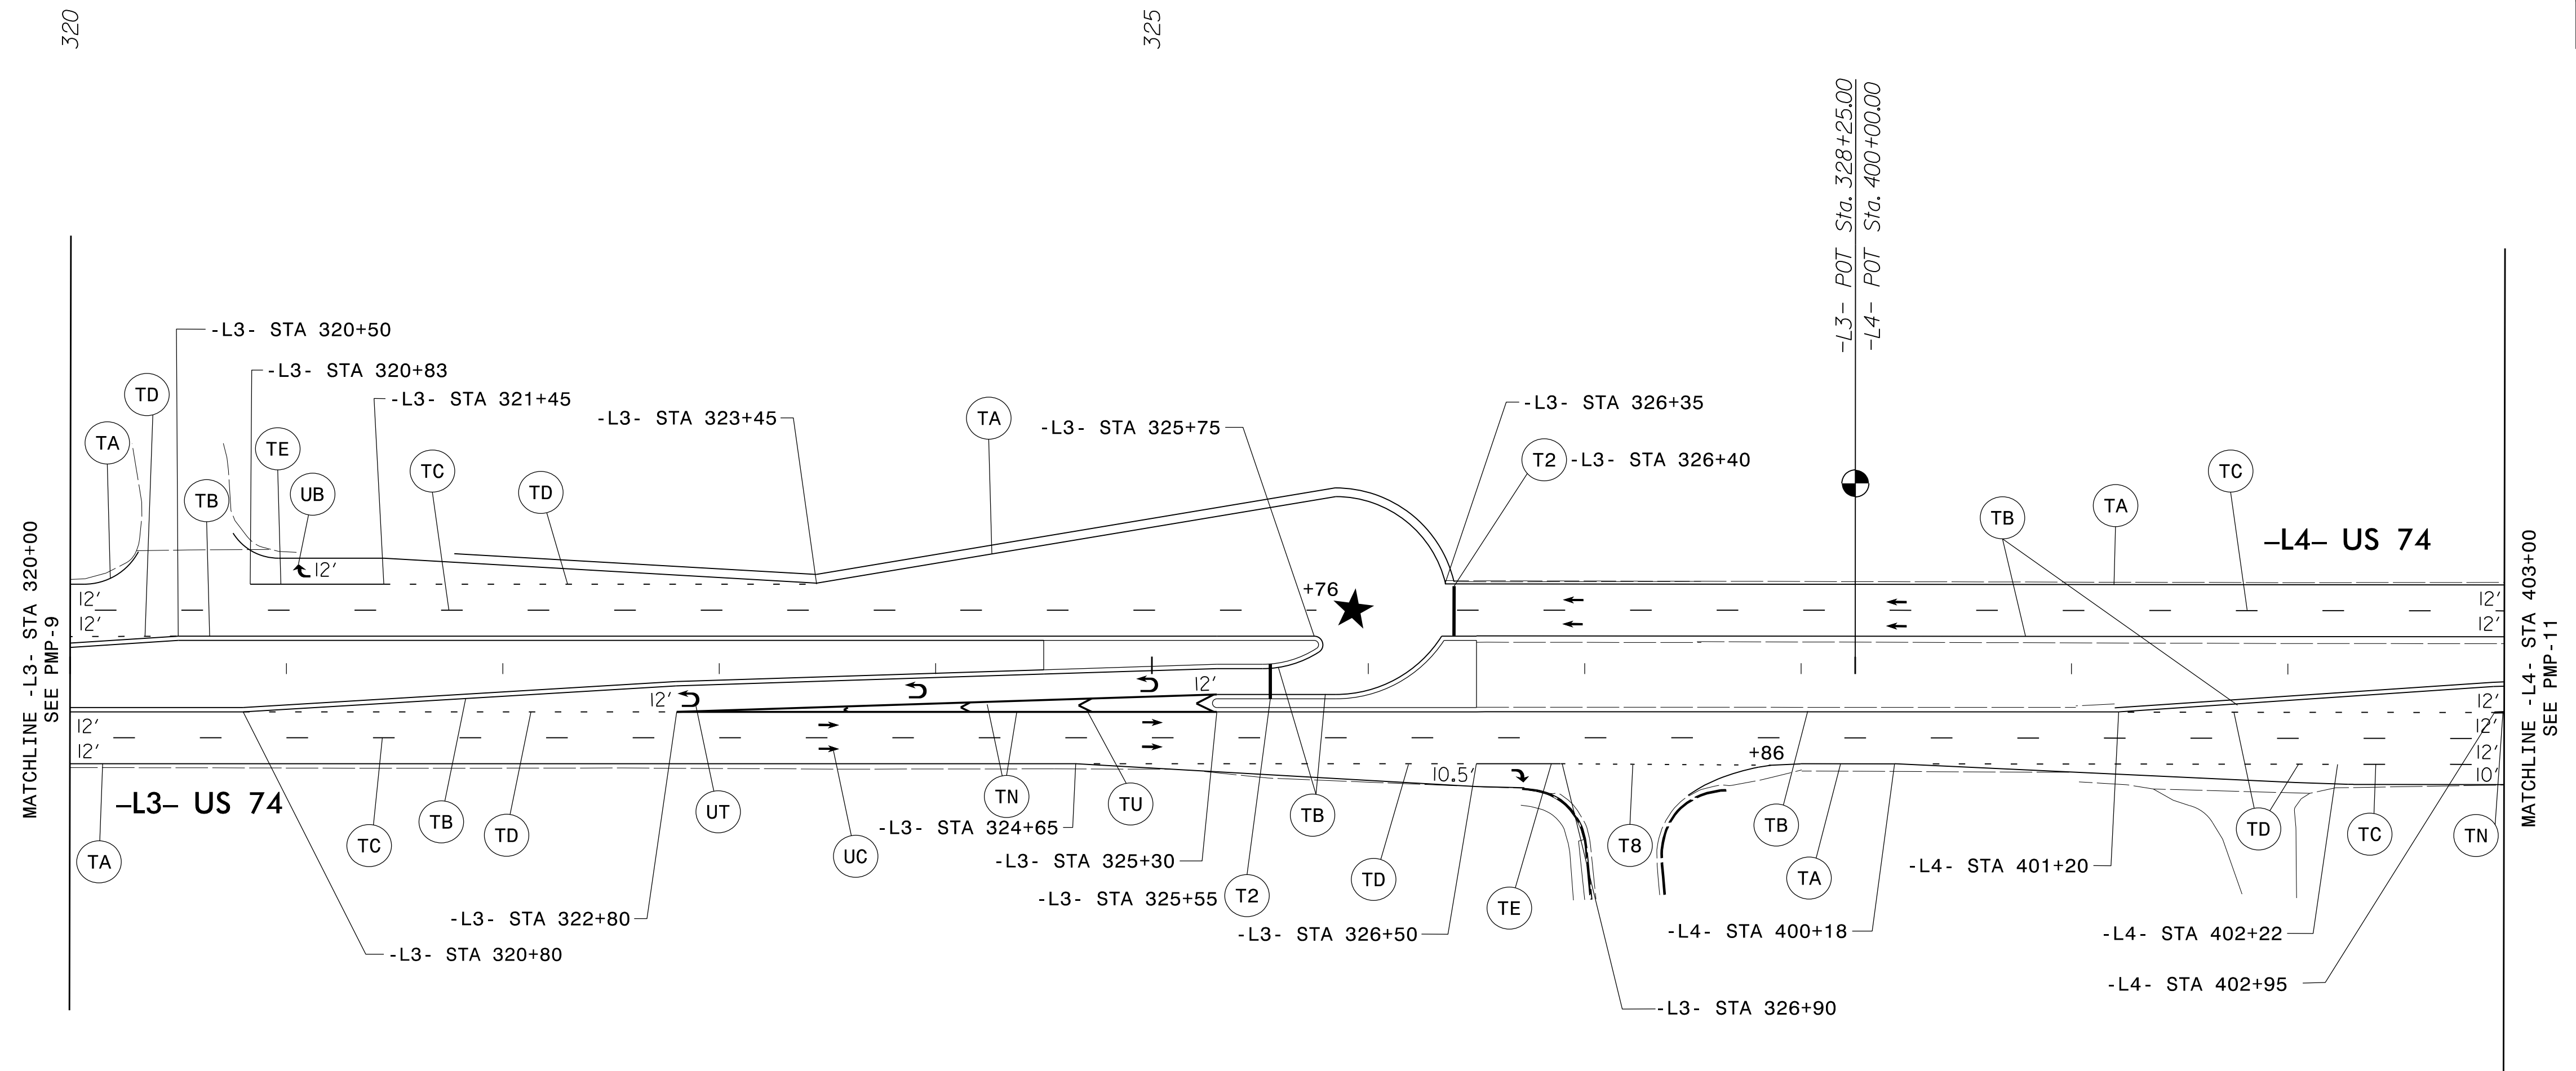 320
325
-L3- POT Sta. 328+25.00
-L4- POT Sta. 400+00.00
-L3- STA 320+50
-L3- STA 320+83
-L3- STA 321+45
-L3- STA 323+45
-L3- STA 325+75
-L3- STA 326+35
T2 -L3- STA 326+40
TD
TA
TE
TB
UB
TC
TD
TA
TB
TA
TC
-L4- US 74
12'
+76
12'
12'
12'
12'
12'
12'
12'
12'
12'
12'
12'
12'
+86
10.5'
10'
MATCHLINE -L3- STA 320+00
SEE PMP-9
MATCHLINE -L4- STA 403+00
SEE PMP-11
-L3- US 74
TA
TC
TB
TD
UT
UC
TN
TU
TB
TD
TE
T8
TB
TA
TD
TC
TN
-L3- STA 324+65
-L3- STA 325+30
-L3- STA 325+55 T2
-L3- STA 322+80
-L3- STA 320+80
-L3- STA 326+50
-L3- STA 326+90
-L4- STA 400+18
-L4- STA 401+20
-L4- STA 402+22
-L4- STA 402+95